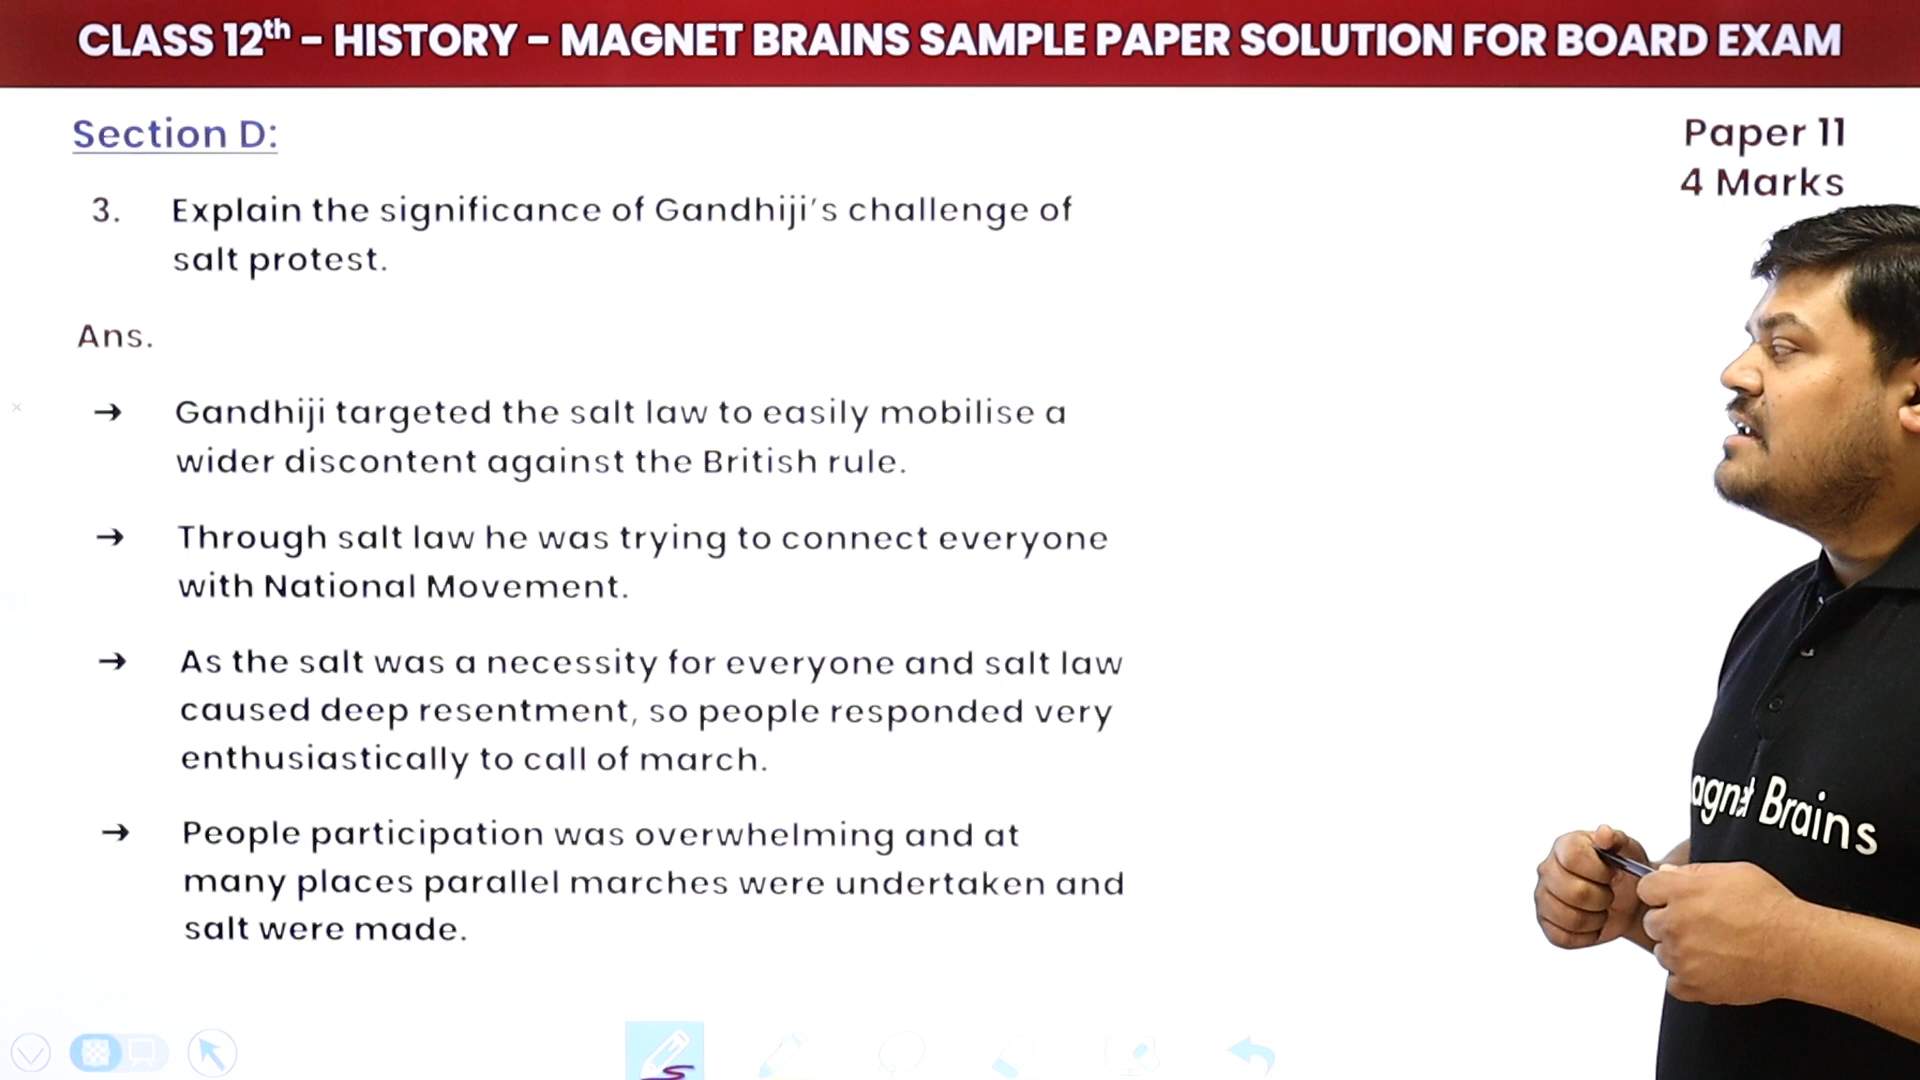 CLASS 12th – HISTORY – MAGNET BRAINS SAMPLE PAPER SOLUTION FOR BOARD EXAM
Section D:
Paper 11
4 Marks
3. Explain the significance of Gandhiji's challenge of
salt protest.
Ans.
→ Gandhiji targeted the salt law to easily mobilise a
wider discontent against the British rule.
→ Through salt law he was trying to connect everyone
with National Movement.
→ As the salt was a necessity for everyone and salt law
caused deep resentment, so people responded very
enthusiastically to call of march.
→ People participation was overwhelming and at
many places parallel marches were undertaken and
salt were made.
agnet Brains